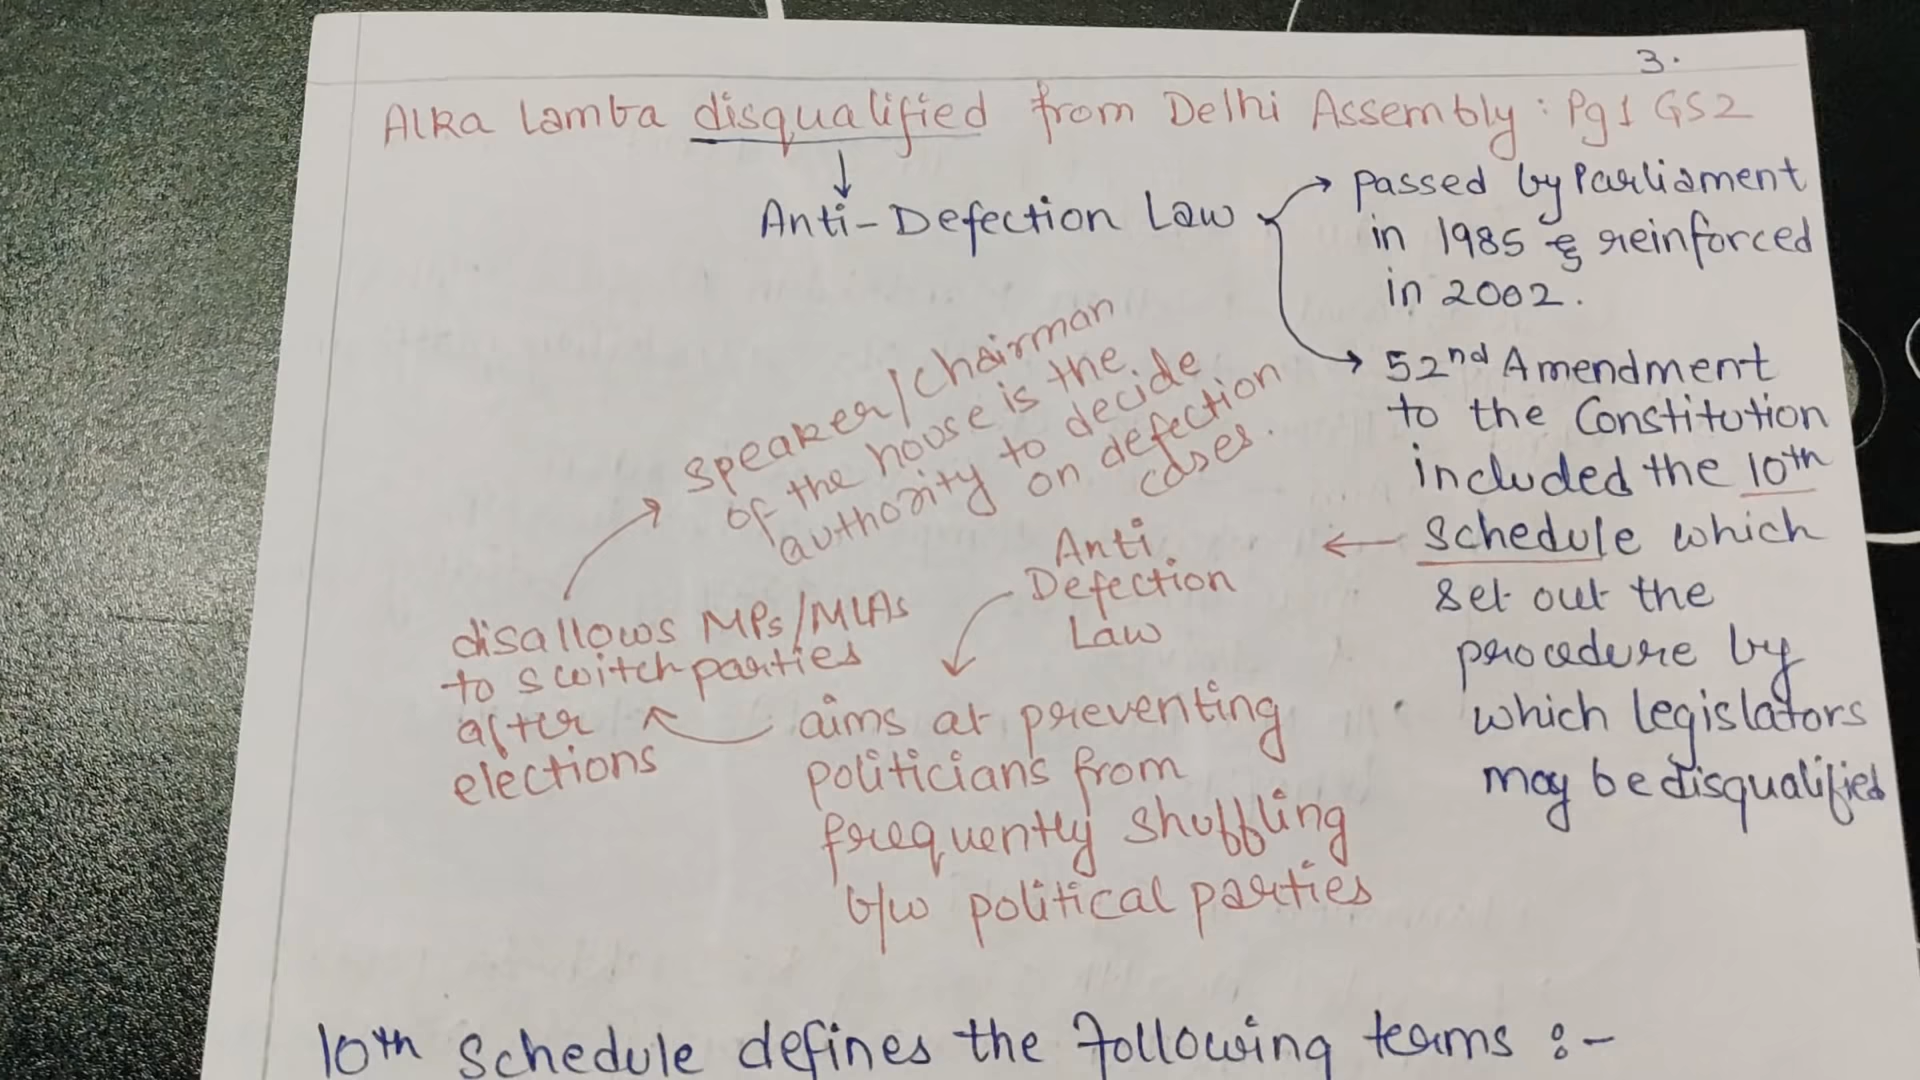 3.
Alka Lamba disqualified from Delhi Assembly : Pg 1 GS2
Anti-Defection Law
passed by Parliament
in 1985 & reinforced
in 2002.
52nd Amendment
to the Constitution
included the 10th
schedule which
set out the
procedure by
which legislators
may be disqualified
Anti
Defection
Law
aims at preventing
politicians from
frequently shuffling
b/w political parties
disallows MPs/MLAs
to switch parties
after
elections
speaker/chairman
of the house is the
authority to decide
on defection
cases.
10th Schedule defines the following terms :-